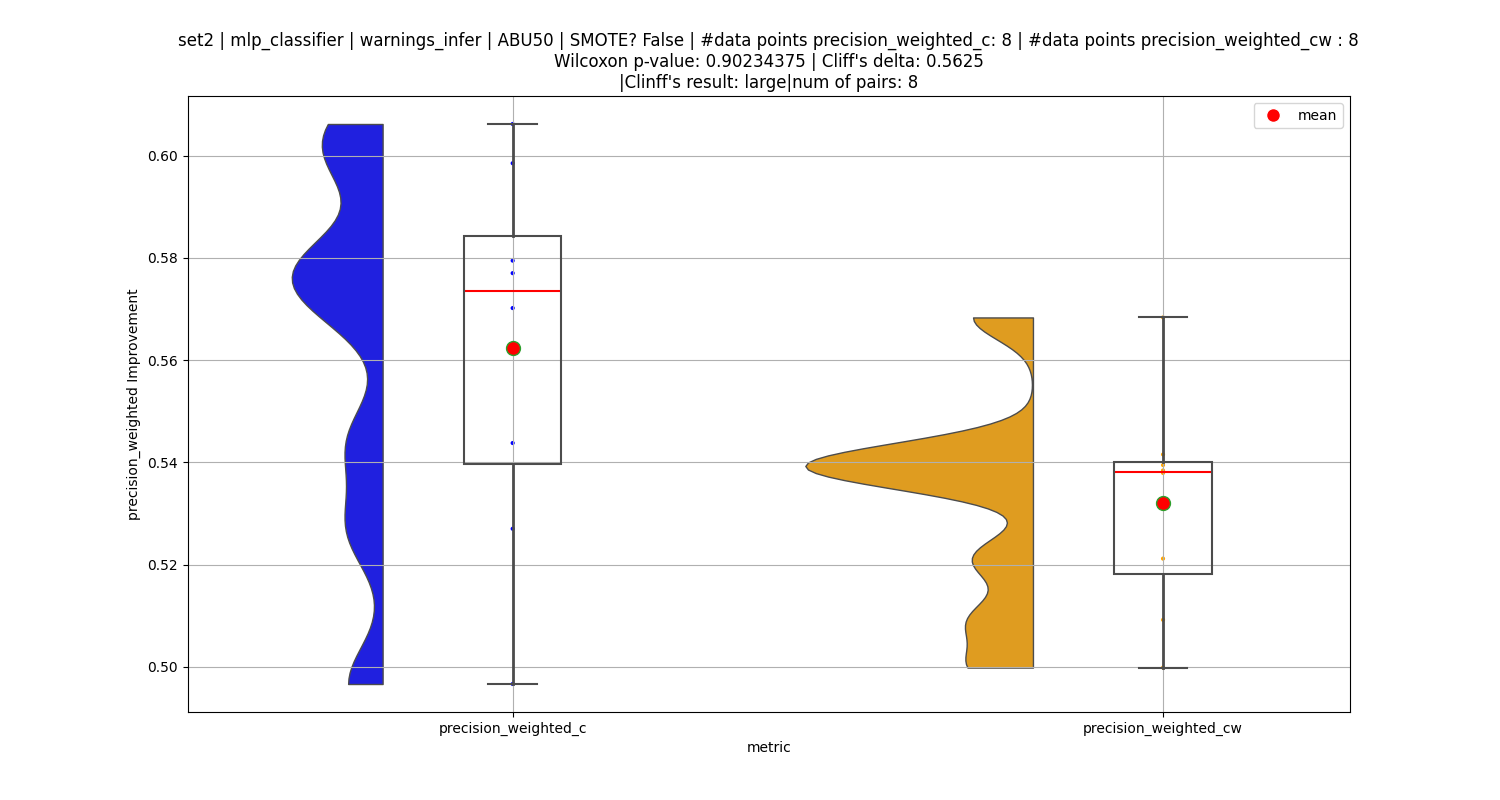 set2 | mlp_classifier | warnings_infer | ABU50 | SMOTE? False | #data points precision_weighted_c: 8 | #data points precision_weighted_cw : 8
Wilcoxon p-value: 0.90234375 | Cliff's delta: 0.5625
|Clinff's result: large|num of pairs: 8
mean
0.60
0.58
0.56
0.54
0.52
0.50
precision_weighted Improvement
precision_weighted_c
precision_weighted_cw
metric